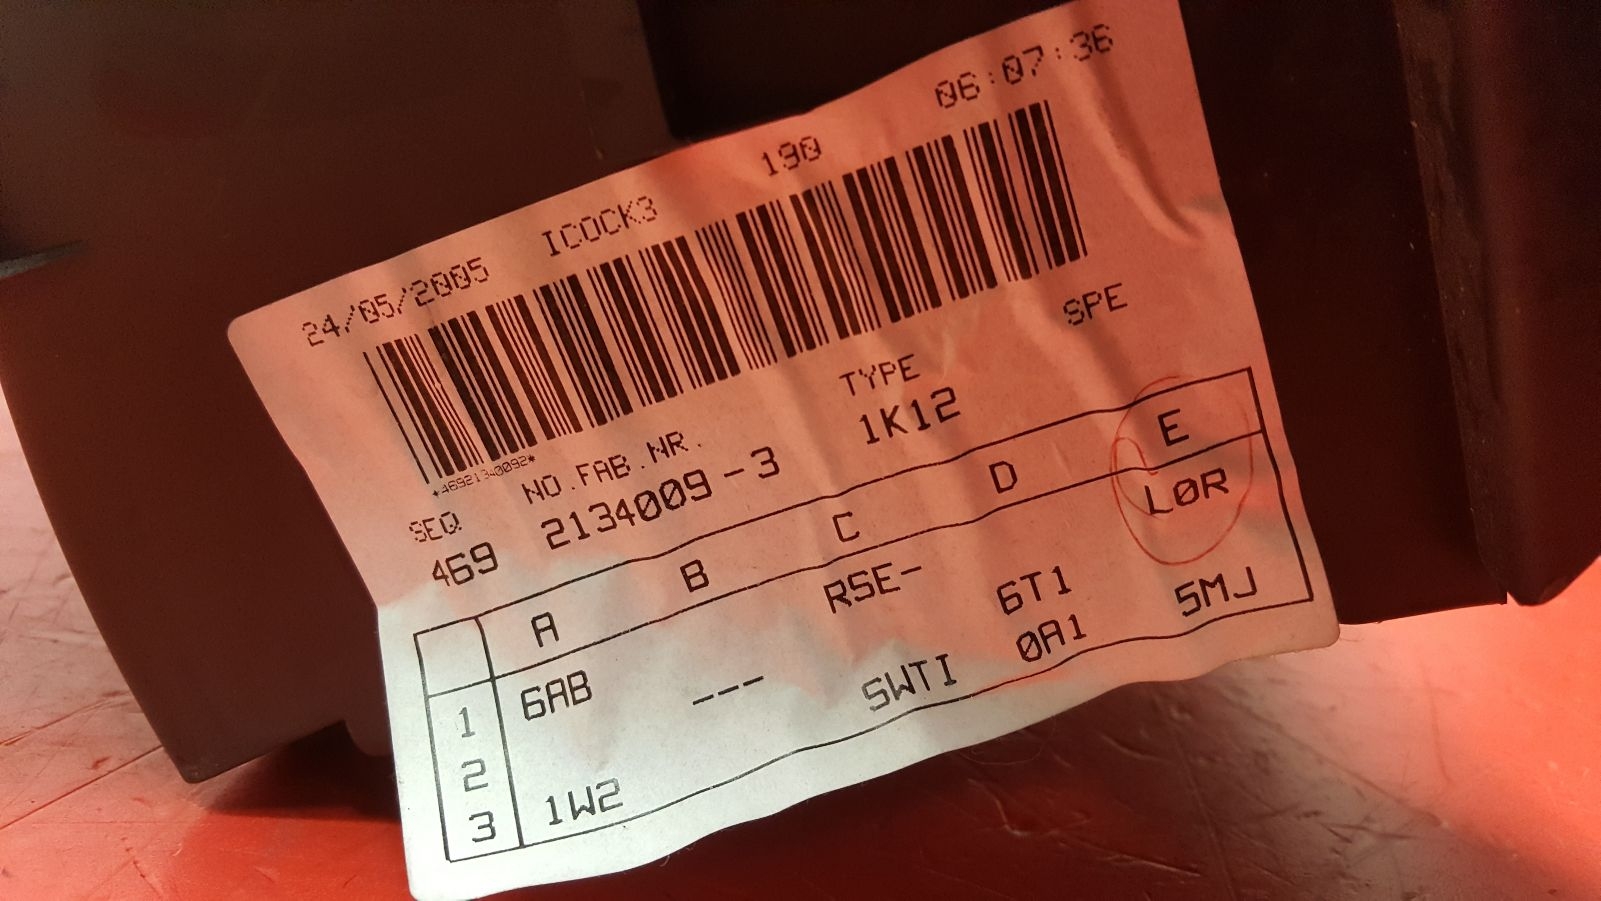 24/05/2005 ICOCK3 190 06:07:36
*46921340092*
SEQ NO.FAB.NR. TYPE SPE
469 2134009-3 1K12
A B C D E
1 6AB --- RSE- 6T1 L0R
2 SWTI 0A1 5MJ
3 1W2